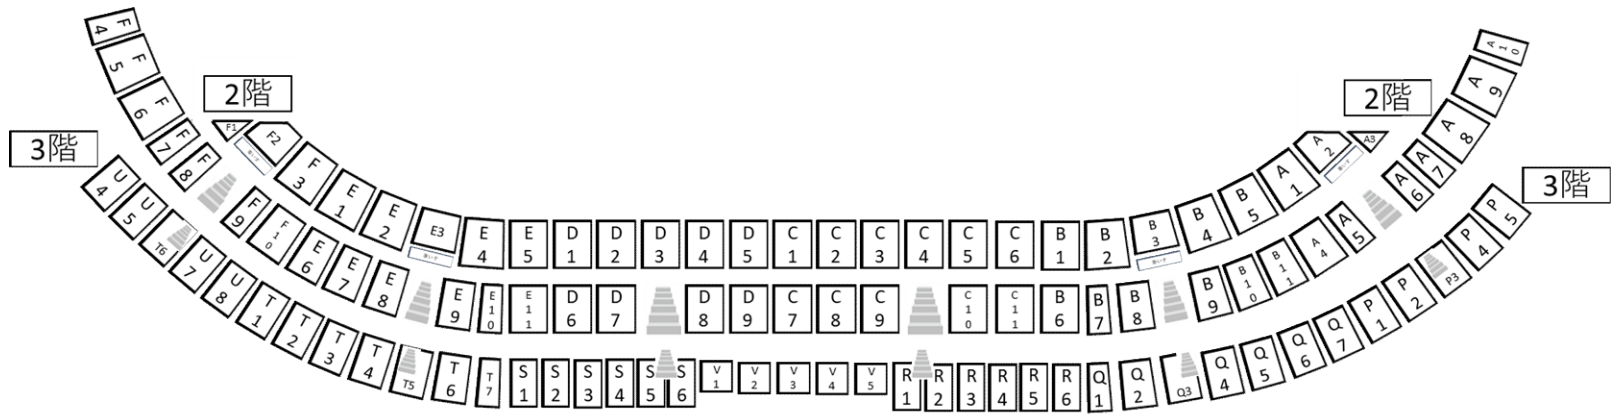 2階
2階
3階
3階
F4
F5
F6
F7
F8
F1
F2
F3
E1
E2
E3
E4
E5
D1
D2
D3
D4
D5
C1
C2
C3
C4
C5
C6
B1
B2
B3
B4
B5
A1
A2
A3
A10
A9
A8
A7
A6
F9
F10
E6
E7
E8
E9
E10
E11
D6
D7
D8
D9
C7
C8
C9
C10
C11
B6
B7
B8
B9
B10
B11
A4
A5
U4
U5
T6
U7
U8
T1
T2
T3
T4
T5
T6
T7
S1
S2
S3
S4
S5
S6
V1
V2
V3
V4
V5
R1
R2
R3
R4
R5
R6
Q1
Q2
Q3
Q4
Q5
Q6
Q7
P1
P2
P3
P4
P5